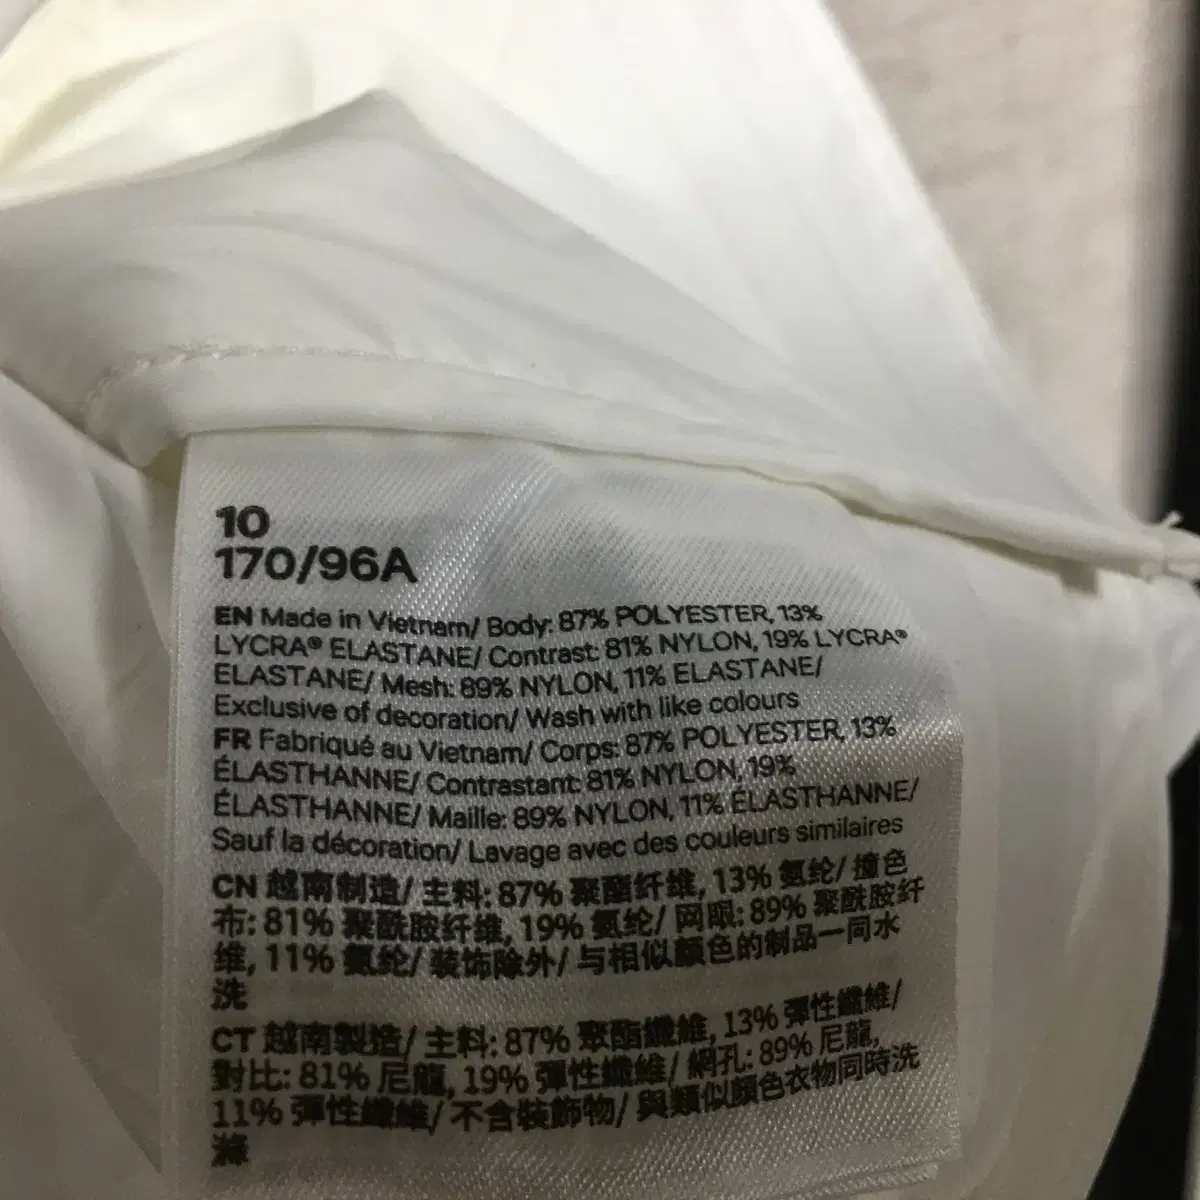 10
170/96A
EN Made in Vietnam/ Body: 87% POLYESTER, 13%
LYCRA® ELASTANE/ Contrast: 81% NYLON, 19% LYCRA®
ELASTANE/ Mesh: 89% NYLON, 11% ELASTANE/
Exclusive of decoration/ Wash with like colours
FR Fabriqué au Vietnam/ Corps: 87% POLYESTER, 13%
ÉLASTHANNE/ Contrastant: 81% NYLON, 19%
ÉLASTHANNE/ Maille: 89% NYLON, 11% ÉLASTHANNE/
Sauf la décoration/ Lavage avec des couleurs similaires
CN 越南制造/ 主料: 87% 聚酯纤维, 13% 氨纶/ 撞色
布: 81% 聚酰胺纤维, 19% 氨纶/ 网眼: 89% 聚酰胺纤
维, 11% 氨纶/ 装饰除外/ 与相似顏色的制品一同水
洗
CT 越南製造/ 主料: 87% 聚酯纖維, 13% 彈性纖維/
對比: 81% 尼龍, 19% 彈性纖維/ 網孔: 89% 尼龍,
11% 彈性纖維/ 不含裝飾物/ 與類似顏色衣物同時洗
滌